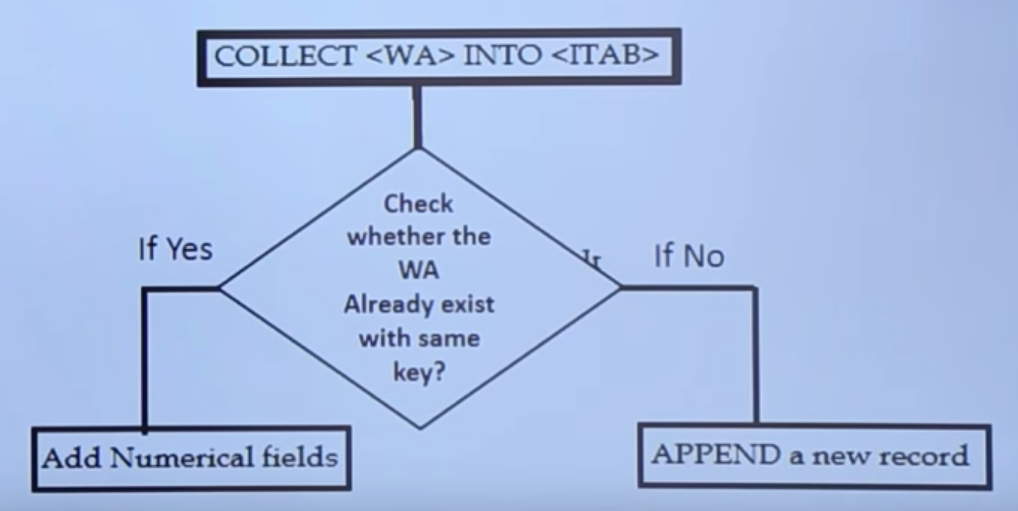 COLLECT <WA> INTO <ITAB>
Check
whether the
WA
Already exist
with same
key?
If Yes
If No
Add Numerical fields
APPEND a new record